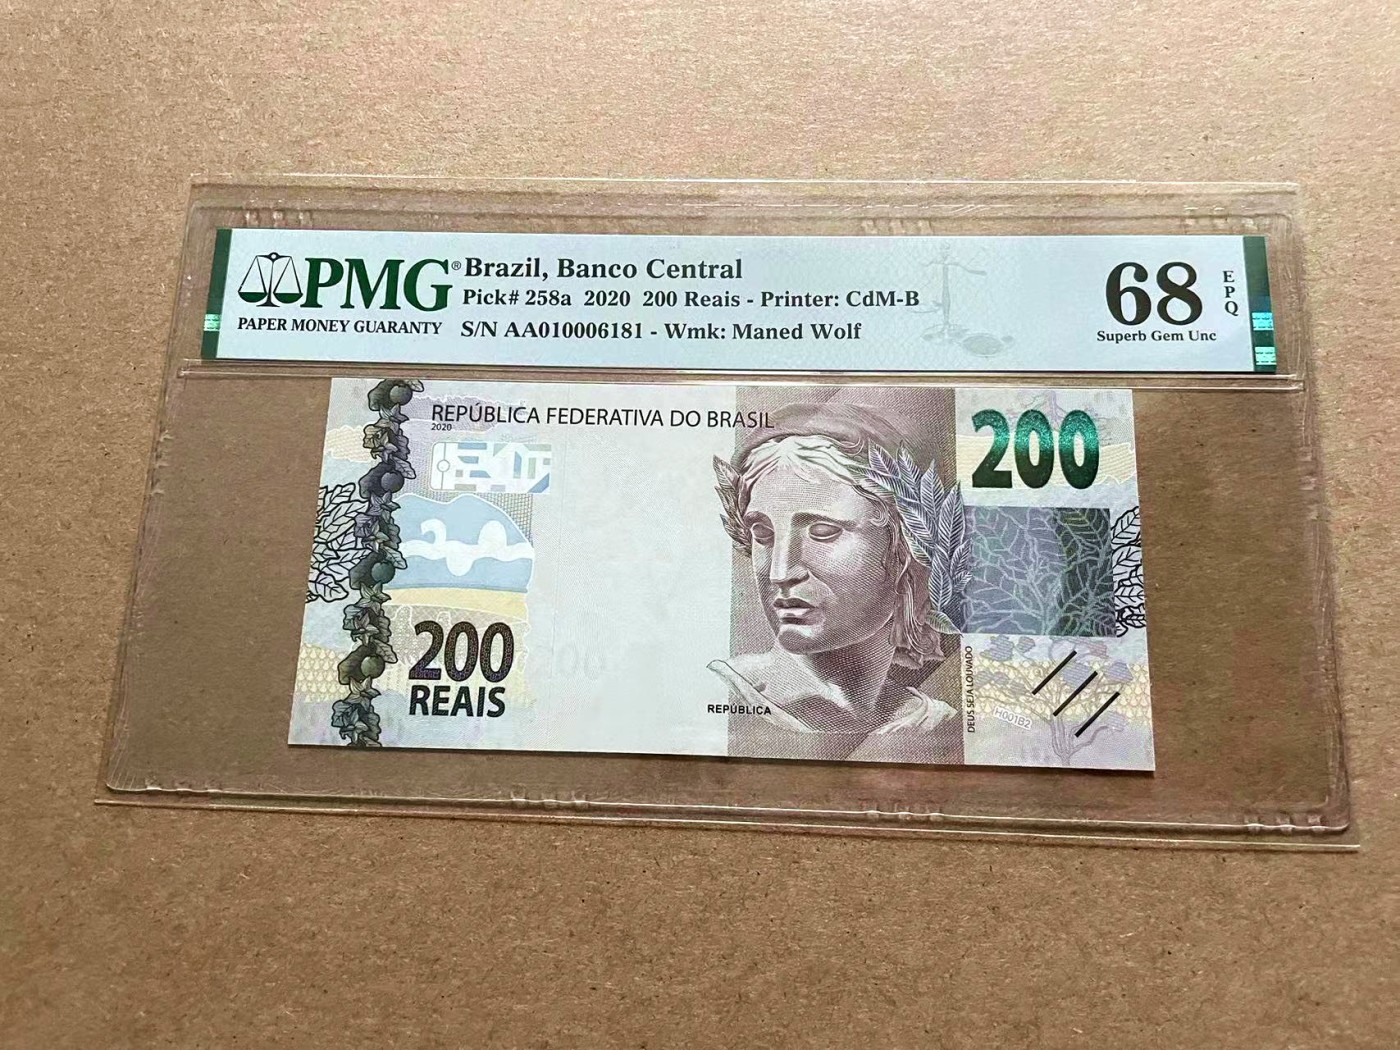 PMG®
PAPER MONEY GUARANTY
Brazil, Banco Central
Pick# 258a 2020 200 Reais - Printer: CdM-B
S/N AA010006181 - Wmk: Maned Wolf
68
EPQ
Superb Gem Unc
REPÚBLICA FEDERATIVA DO BRASIL
2020
200
200
REAIS
200
REPÚBLICA
DEUS SEJA LOUVADO
H001B2